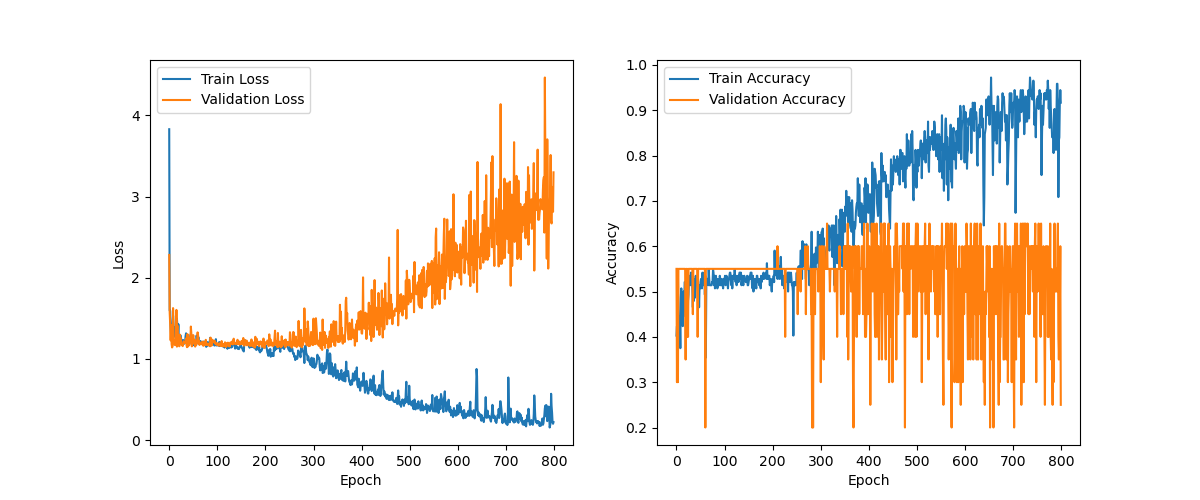 Train Loss
Validation Loss
4
3
2
1
0
Loss
0 100 200 300 400 500 600 700 800
Epoch
Train Accuracy
Validation Accuracy
1.0
0.9
0.8
0.7
0.6
0.5
0.4
0.3
0.2
Accuracy
0 100 200 300 400 500 600 700 800
Epoch